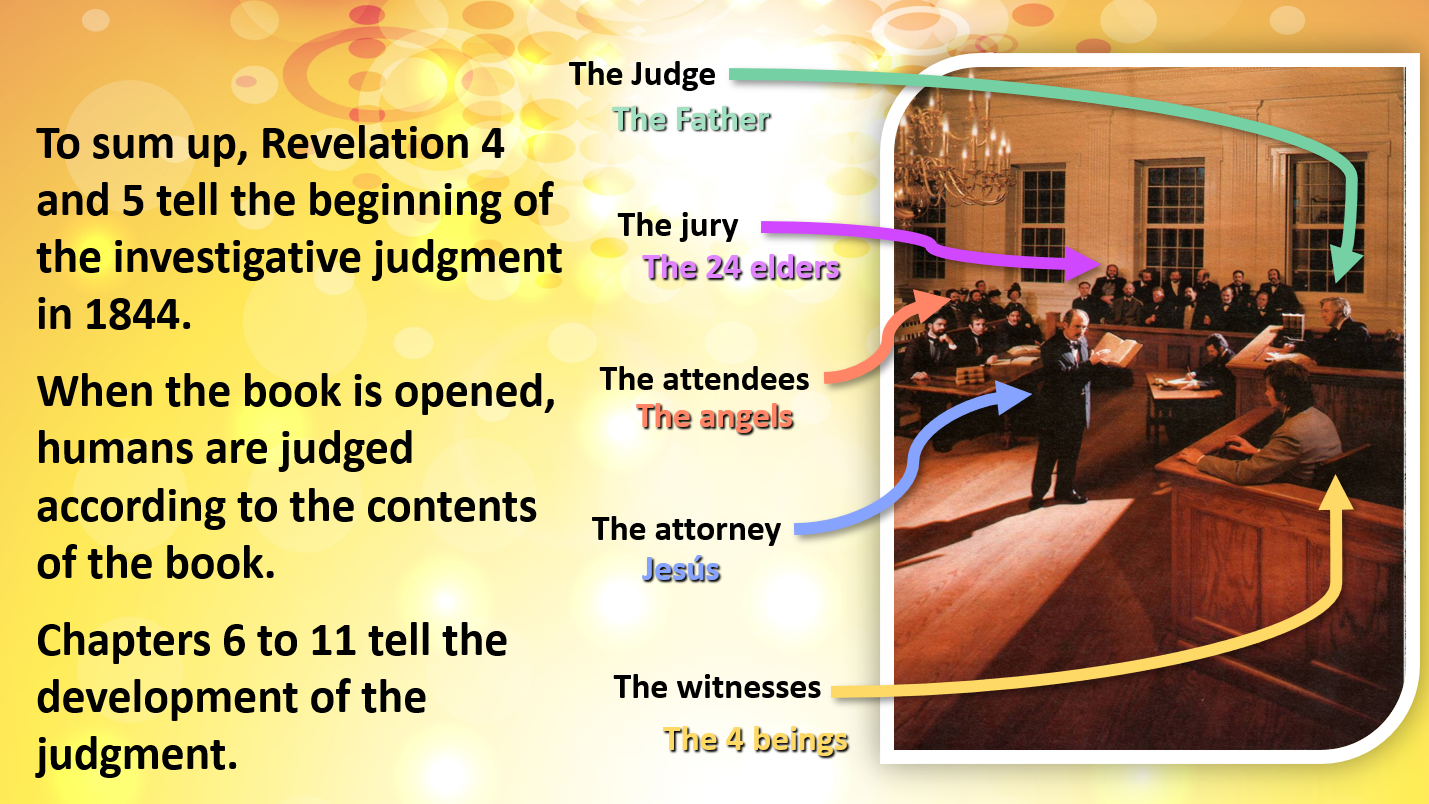 To sum up, Revelation 4
and 5 tell the beginning of
the investigative judgment
in 1844.
When the book is opened,
humans are judged
according to the contents
of the book.
Chapters 6 to 11 tell the
development of the
judgment.
The Judge
The Father
The jury
The 24 elders
The attendees
The angels
The attorney
Jesús
The witnesses
The 4 beings